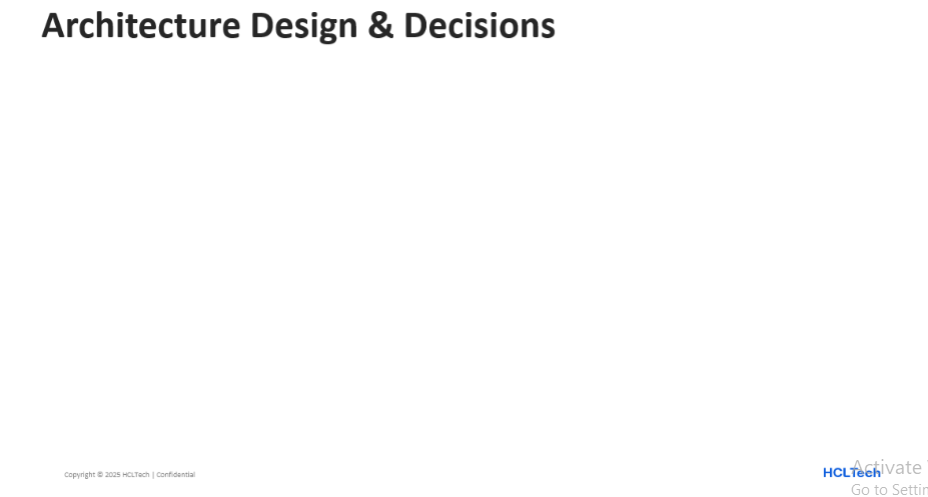 Architecture Design & Decisions
Copyright © 2025 HCLTech | Confidential
HCLTech
Activate
Go to Settin